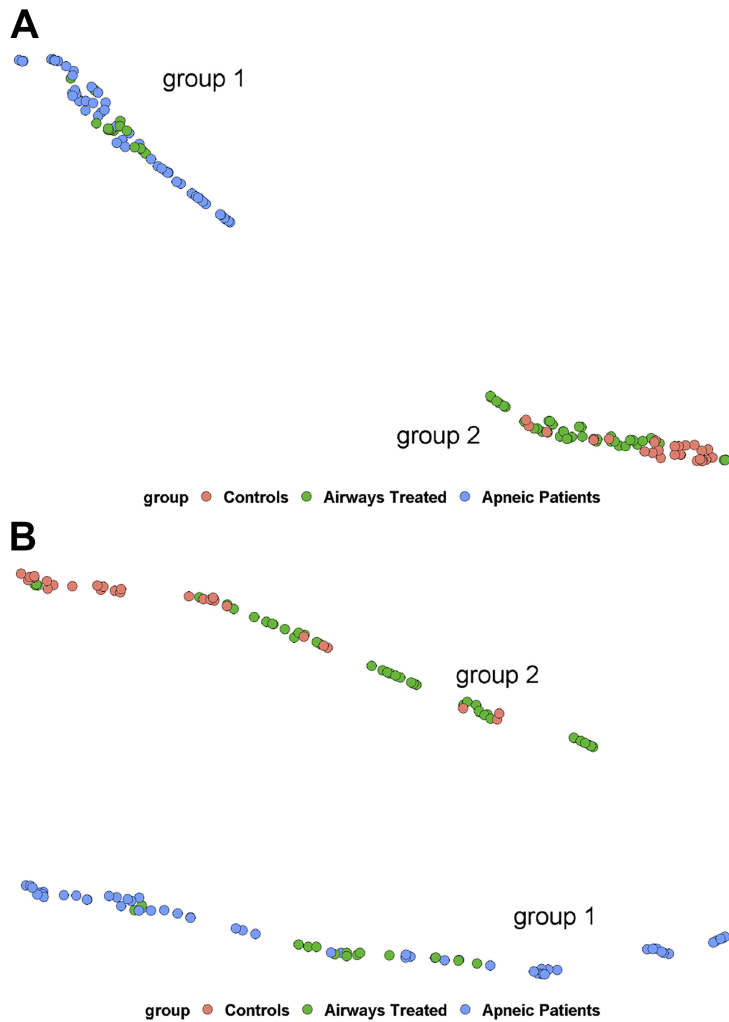 A
group 1
group 2
group Controls Airways Treated Apneic Patients
B
group 2
group 1
group Controls Airways Treated Apneic Patients